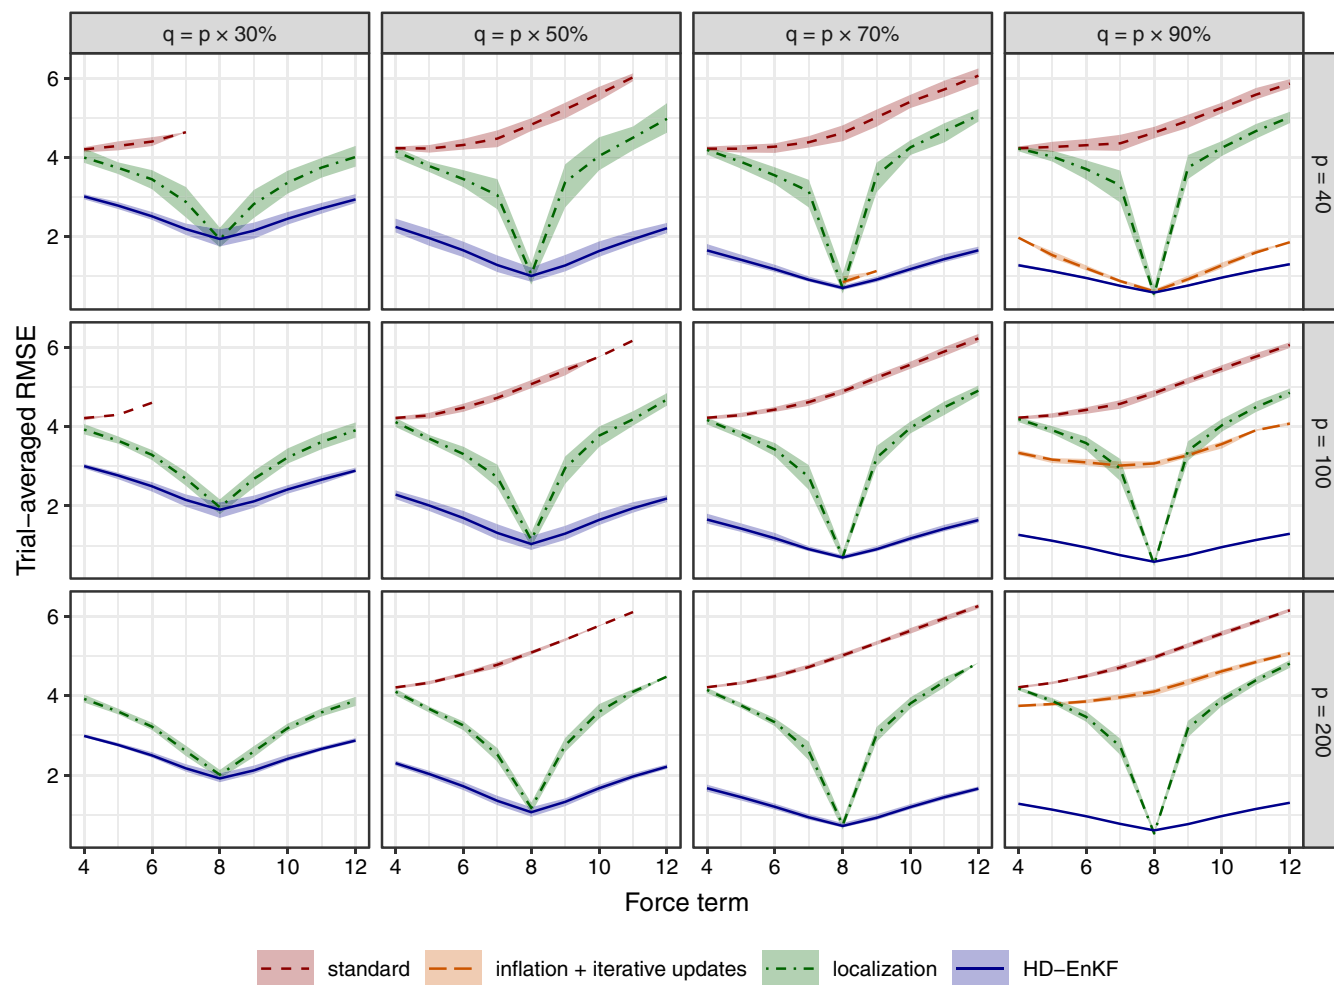 q = p × 30%
q = p × 50%
q = p × 70%
q = p × 90%
6
4
2
p = 40
6
4
2
p = 100
6
4
2
p = 200
Trial−averaged RMSE
4 6 8 10 12
4 6 8 10 12
4 6 8 10 12
4 6 8 10 12
Force term
standard
inflation + iterative updates
localization
HD−EnKF